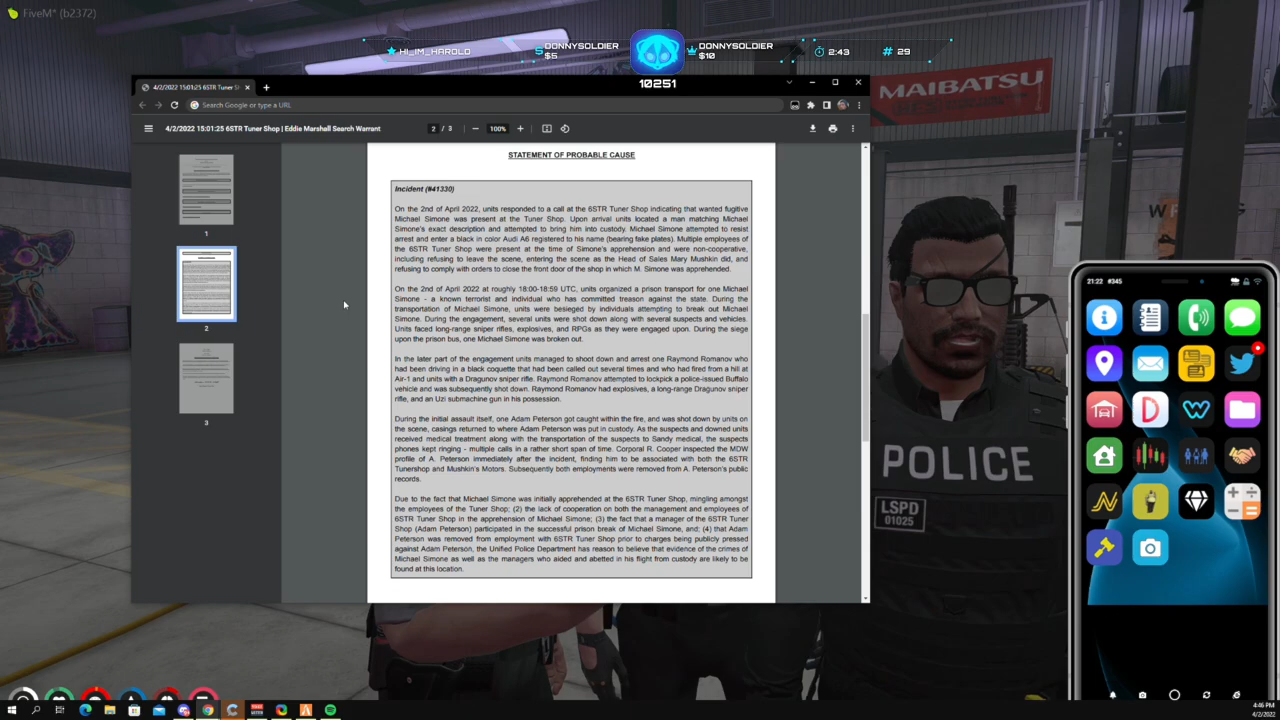 FiveM* (b2372)
HI_IM_HAROLD
5 DONNYSOLDIER
$5
DONNYSOLDIER
$10
2:43
# 29
10251
4/2/2022 15:01:25 6STR Tuner S
Search Google or type a URL
4/2/2022 15:01:25 6STR Tuner Shop | Eddie Marshall Search Warrant
2 / 3
100%
MAIBATSU
STATEMENT OF PROBABLE CAUSE
Incident (#41330)
On the 2nd of April 2022, units responded to a call at the 6STR Tuner Shop indicating that wanted fugitive
Michael Simone was present at the Tuner Shop. Upon arrival units located a man matching Michael
Simone's exact description and attempted to bring him into custody. Michael Simone attempted to resist
arrest and enter a black in color Audi A6 registered to his name (bearing fake plates). Multiple employees of
the 6STR Tuner Shop were present at the time of Simone's apprehension and were non-cooperative,
including refusing to leave the scene, entering the scene as the Head of Sales Mary Mushkin did, and
refusing to comply with orders to close the front door of the shop in which M. Simone was apprehended.
On the 2nd of April 2022 at roughly 18:00-18:59 UTC, units organized a prison transport for one Michael
Simone - a known terrorist and individual who has committed treason against the state. During the
transportation of Michael Simone, units were besieged by individuals attempting to break out Michael
Simone. During the engagement, several units were shot down along with several suspects and vehicles.
Units faced long-range sniper rifles, explosives, and RPGs as they were engaged upon. During the siege
upon the prison bus, one Michael Simone was broken out.
In the later part of the engagement units managed to shoot down and arrest one Raymond Romanov who
had been driving in a black coquette that had been called out several times and who had fired from a hill at
Air-1 and units with a Dragunov sniper rifle. Raymond Romanov attempted to lockpick a police-issued Buffalo
vehicle and was subsequently shot down. Raymond Romanov had explosives, a long-range Dragunov sniper
rifle, and an Uzi submachine gun in his possession.
During the initial assault itself, one Adam Peterson got caught within the fire, and was shot down by units on
the scene, casings returned to where Adam Peterson was put in custody. As the suspects and downed units
received medical treatment along with the transportation of the suspects to Sandy medical, the suspects
phones kept ringing - multiple calls in a rather short span of time. Corporal R. Cooper inspected the MDW
profile of A. Peterson immediately after the incident, finding him to be associated with both the 6STR
Tunershop and Mushkin's Motors. Subsequently both employments were removed from A. Peterson's public
records.
Due to the fact that Michael Simone was initially apprehended at the 6STR Tuner Shop, mingling amongst
the employees of the Tuner Shop; (2) the lack of cooperation on both the management and employees of
6STR Tuner Shop in the apprehension of Michael Simone; (3) the fact that a manager of the 6STR Tuner
Shop (Adam Peterson) participated in the successful prison break of Michael Simone, and; (4) that Adam
Peterson was removed from employment with 6STR Tuner Shop prior to charges being publicly pressed
against Adam Peterson, the Unified Police Department has reason to believe that evidence of the crimes of
Michael Simone as well as the managers who aided and abetted in his flight from custody are likely to be
found at this location.
1
2
3
POLICE
LSPD
01025
21:22 #345
4:46 PM
4/2/2022